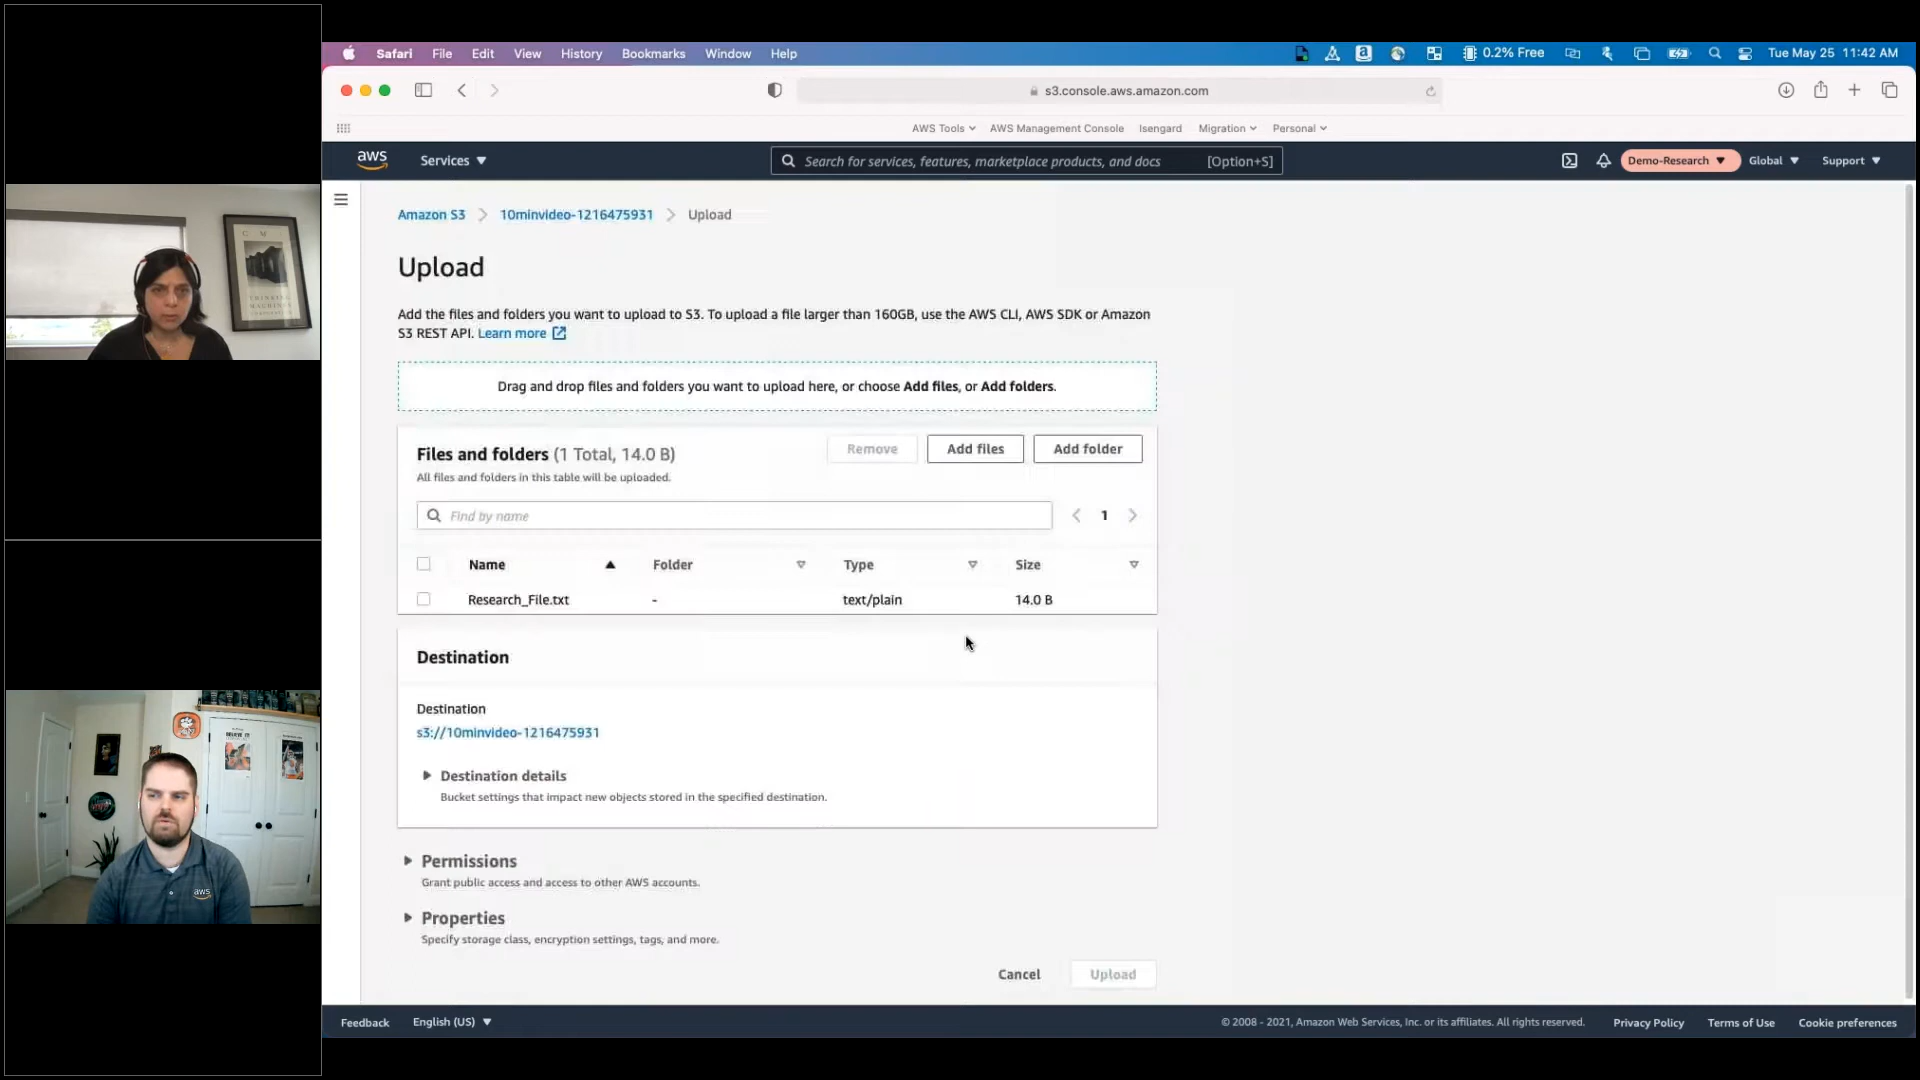 Safari File Edit View History Bookmarks Window Help
0.2% Free
Tue May 25 11:42 AM
s3.console.aws.amazon.com
AWS Tools AWS Management Console Isengard Migration Personal
aws
Services
Search for services, features, marketplace products, and docs [Option+S]
Demo-Research
Global
Support
Amazon S3
10minvideo-1216475931
Upload
Upload
Add the files and folders you want to upload to S3. To upload a file larger than 160GB, use the AWS CLI, AWS SDK or Amazon
S3 REST API. Learn more
Drag and drop files and folders you want to upload here, or choose Add files, or Add folders.
Files and folders (1 Total, 14.0 B)
Remove
Add files
Add folder
All files and folders in this table will be uploaded.
Find by name
1
Name Folder Type Size
Research_File.txt - text/plain 14.0 B
Destination
Destination
s3://10minvideo-1216475931
Destination details
Bucket settings that impact new objects stored in the specified destination.
Permissions
Grant public access and access to other AWS accounts.
Properties
Specify storage class, encryption settings, tags, and more.
Cancel
Upload
Feedback
English (US)
© 2008 - 2021, Amazon Web Services, Inc. or its affiliates. All rights reserved.
Privacy Policy
Terms of Use
Cookie preferences
aws